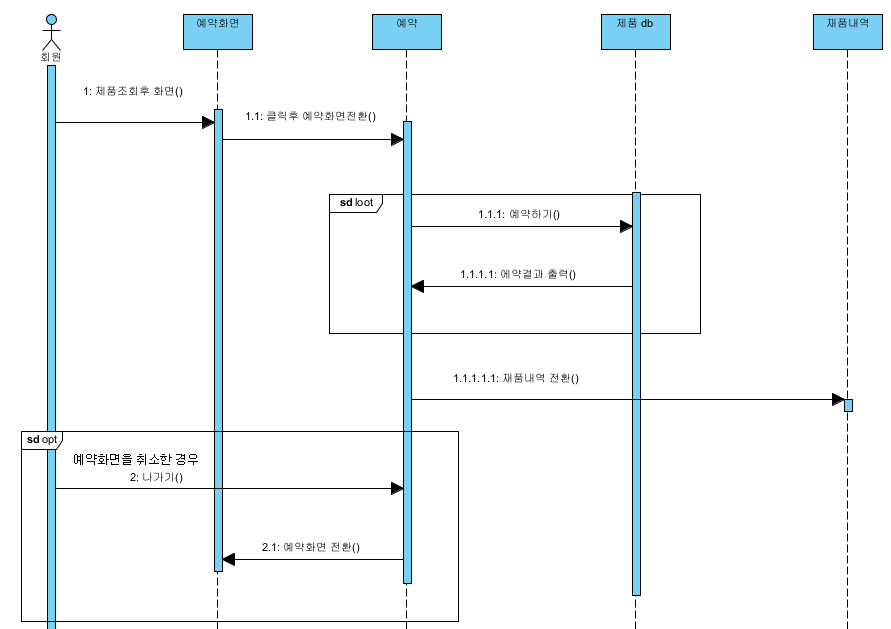 예약화면
예약
제품 db
재품내역
회원
1: 제품조회후 화면()
1.1: 클릭후 예약화면전환()
sd loot
1.1.1: 예약하기()
1.1.1.1: 에약결과 출력()
1.1.1.1.1: 재품내역 전환()
sd opt
예약화면을 취소한 경우
2: 나가기()
2.1: 예약화면 전환()